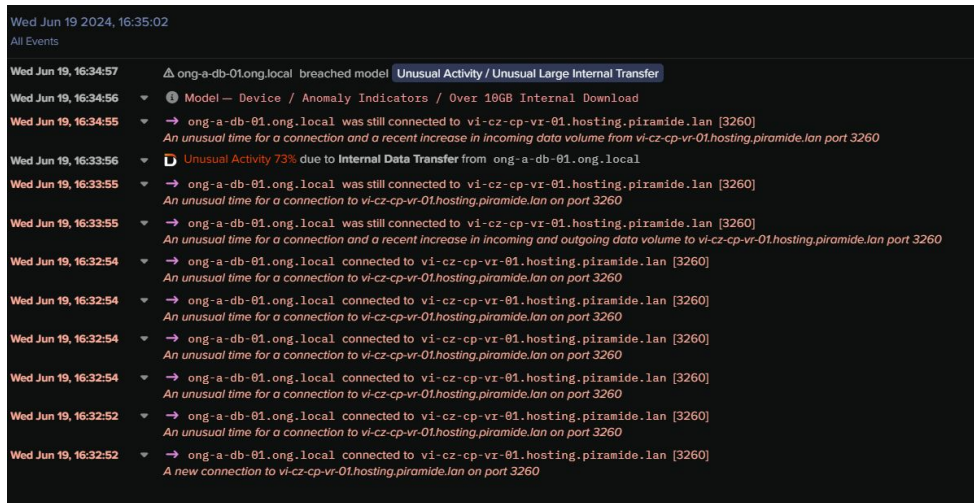 Wed Jun 19 2024, 16:35:02
All Events
Wed Jun 19, 16:34:57 ong-a-db-01.ong.local breached model Unusual Activity / Unusual Large Internal Transfer
Wed Jun 19, 16:34:56 Model — Device / Anomaly Indicators / Over 10GB Internal Download
Wed Jun 19, 16:34:55 → ong-a-db-01.ong.local was still connected to vi-cz-cp-vr-01.hosting.piramide.lan [3260]
An unusual time for a connection and a recent increase in incoming data volume from vi-cz-cp-vr-01.hosting.piramide.lan port 3260
Wed Jun 19, 16:33:56 Unusual Activity 73% due to Internal Data Transfer from ong-a-db-01.ong.local
Wed Jun 19, 16:33:55 → ong-a-db-01.ong.local was still connected to vi-cz-cp-vr-01.hosting.piramide.lan [3260]
An unusual time for a connection to vi-cz-cp-vr-01.hosting.piramide.lan on port 3260
Wed Jun 19, 16:33:55 → ong-a-db-01.ong.local was still connected to vi-cz-cp-vr-01.hosting.piramide.lan [3260]
An unusual time for a connection and a recent increase in incoming and outgoing data volume to vi-cz-cp-vr-01.hosting.piramide.lan port 3260
Wed Jun 19, 16:32:54 → ong-a-db-01.ong.local connected to vi-cz-cp-vr-01.hosting.piramide.lan [3260]
An unusual time for a connection to vi-cz-cp-vr-01.hosting.piramide.lan on port 3260
Wed Jun 19, 16:32:54 → ong-a-db-01.ong.local connected to vi-cz-cp-vr-01.hosting.piramide.lan [3260]
An unusual time for a connection to vi-cz-cp-vr-01.hosting.piramide.lan on port 3260
Wed Jun 19, 16:32:54 → ong-a-db-01.ong.local connected to vi-cz-cp-vr-01.hosting.piramide.lan [3260]
An unusual time for a connection to vi-cz-cp-vr-01.hosting.piramide.lan on port 3260
Wed Jun 19, 16:32:54 → ong-a-db-01.ong.local connected to vi-cz-cp-vr-01.hosting.piramide.lan [3260]
An unusual time for a connection to vi-cz-cp-vr-01.hosting.piramide.lan on port 3260
Wed Jun 19, 16:32:52 → ong-a-db-01.ong.local connected to vi-cz-cp-vr-01.hosting.piramide.lan [3260]
An unusual time for a connection to vi-cz-cp-vr-01.hosting.piramide.lan on port 3260
Wed Jun 19, 16:32:52 → ong-a-db-01.ong.local connected to vi-cz-cp-vr-01.hosting.piramide.lan [3260]
A new connection to vi-cz-cp-vr-01.hosting.piramide.lan on port 3260